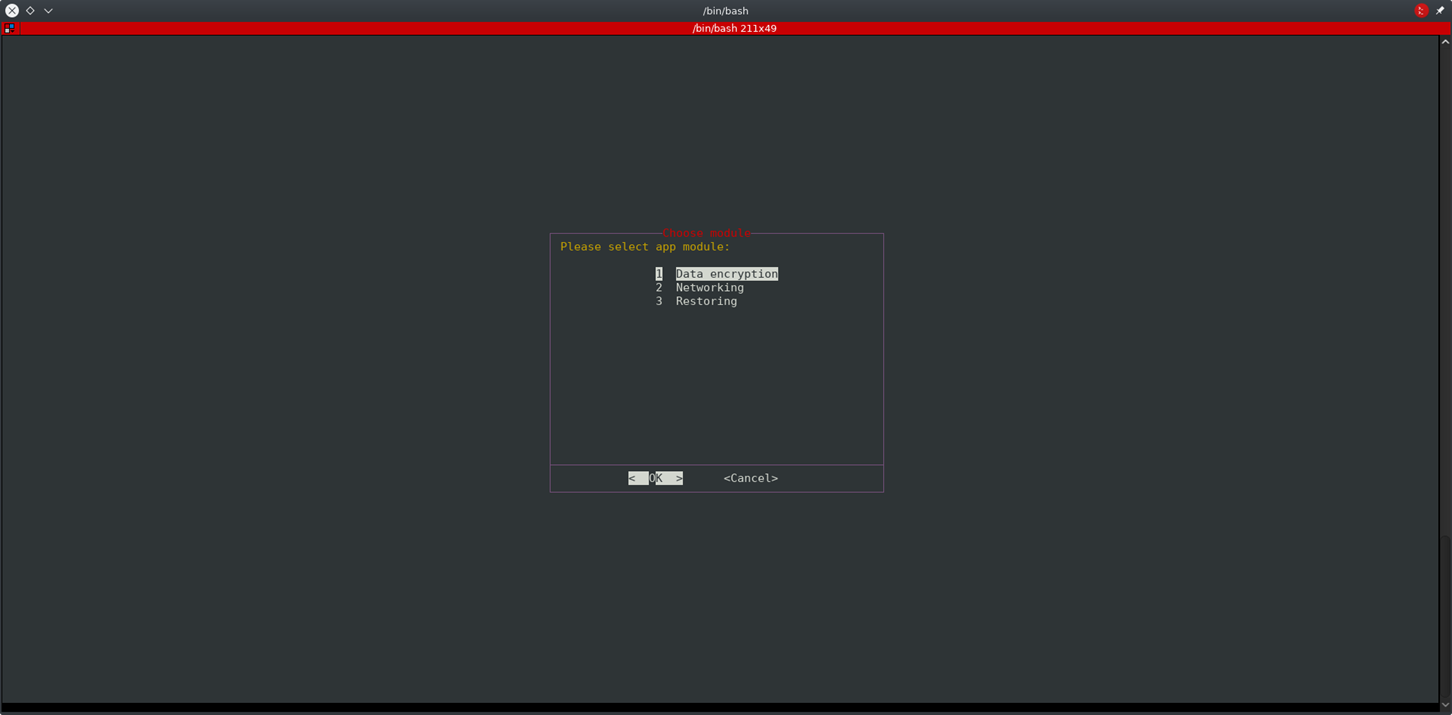 /bin/bash
/bin/bash 211x49
Choose module
Please select app module:
1 Data encryption
2 Networking
3 Restoring
< OK > <Cancel>